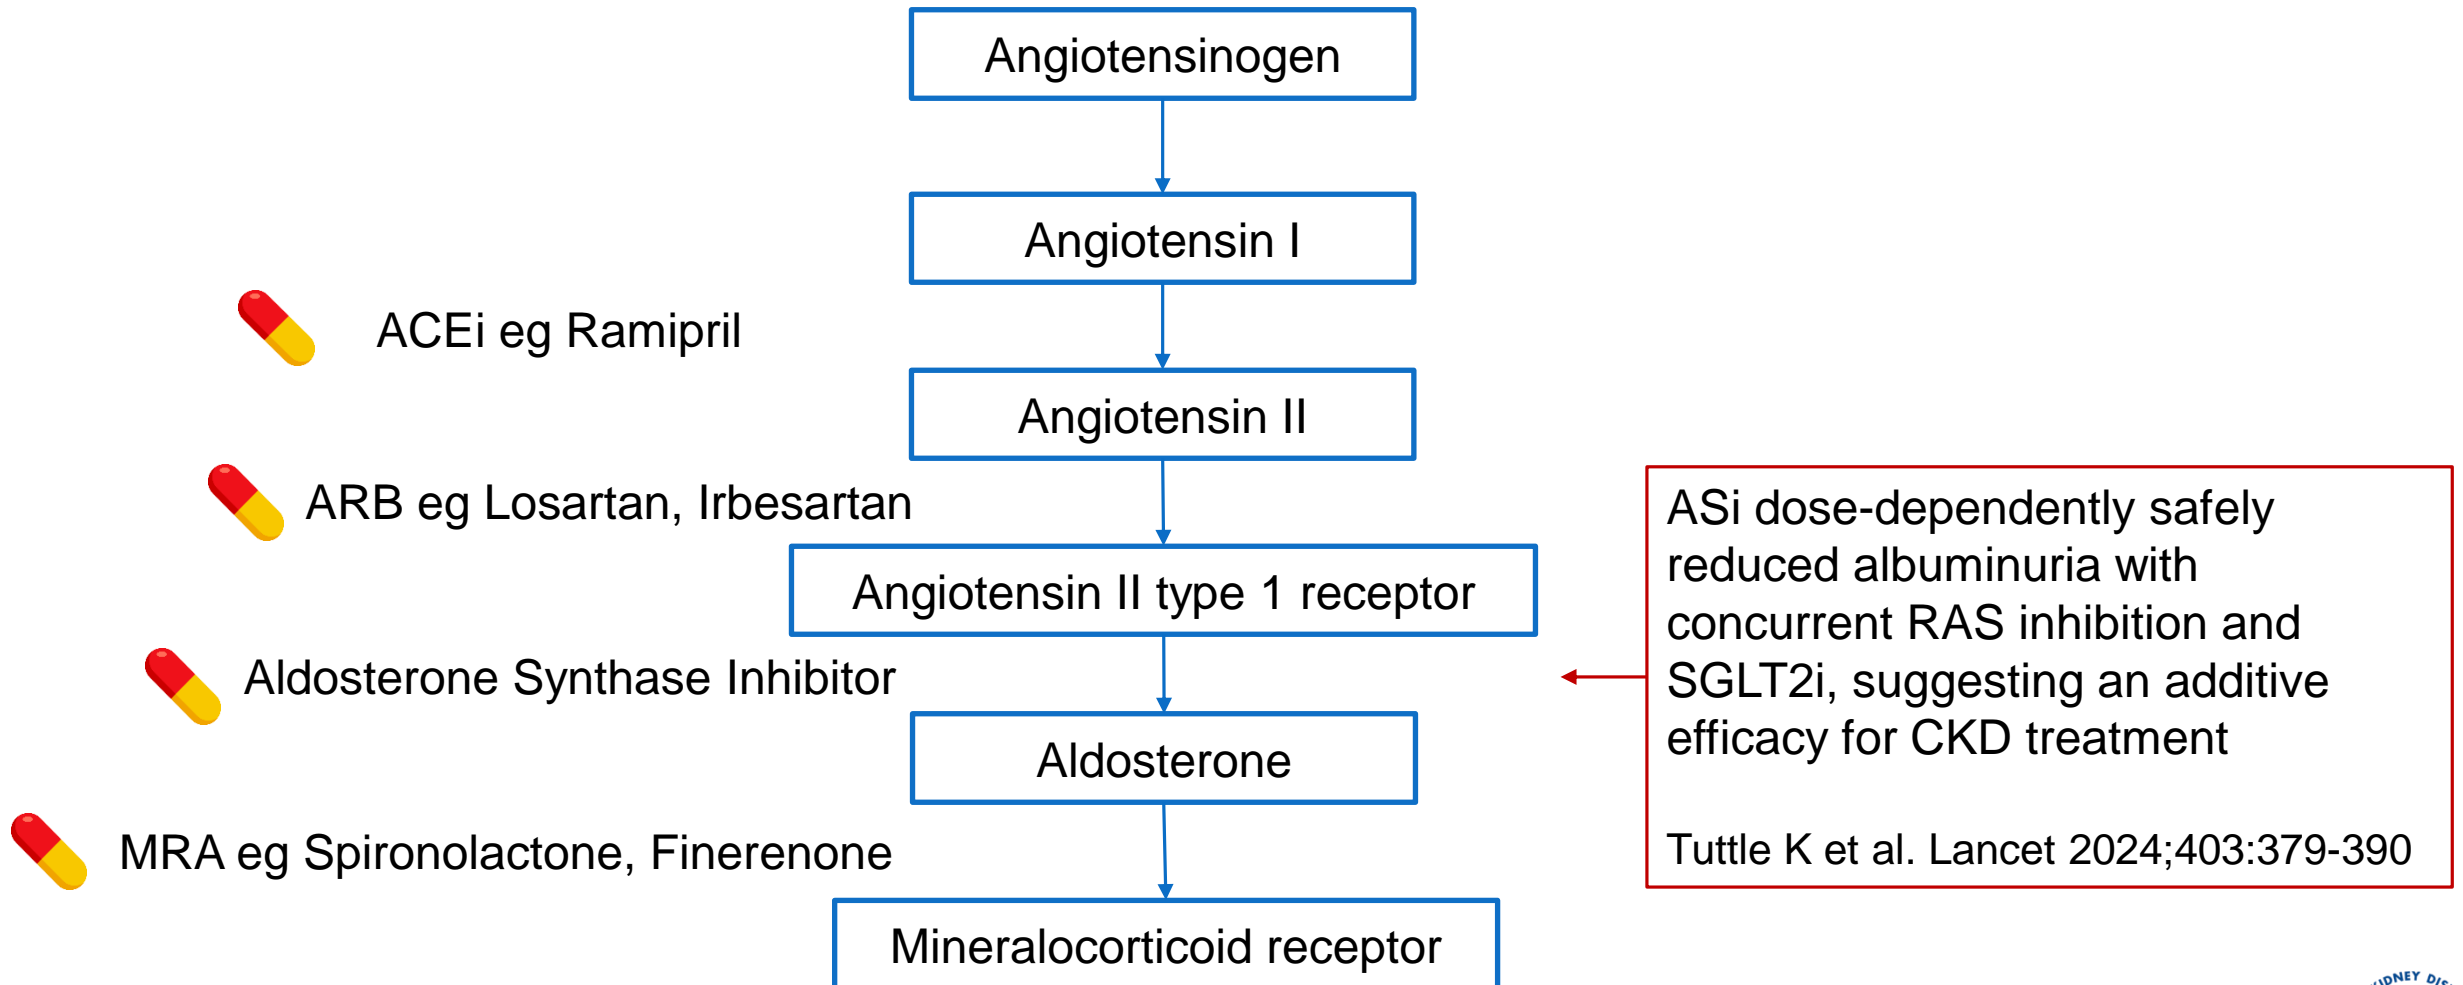 Angiotensinogen
Angiotensin I
ACEi eg Ramipril
Angiotensin II
ARB eg Losartan, Irbesartan
Angiotensin II type 1 receptor
Aldosterone Synthase Inhibitor
Aldosterone
MRA eg Spironolactone, Finerenone
Mineralocorticoid receptor
ASi dose-dependently safely
reduced albuminuria with
concurrent RAS inhibition and
SGLT2i, suggesting an additive
efficacy for CKD treatment
Tuttle K et al. Lancet 2024;403:379-390
KIDNEY